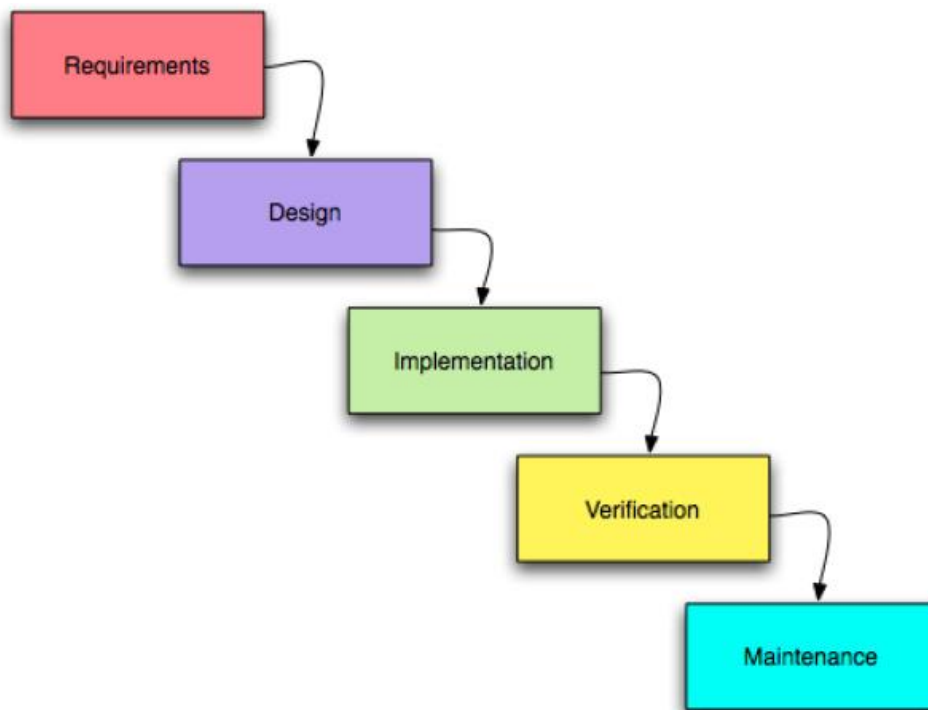 Requirements
Design
Implementation
Verification
Maintenance